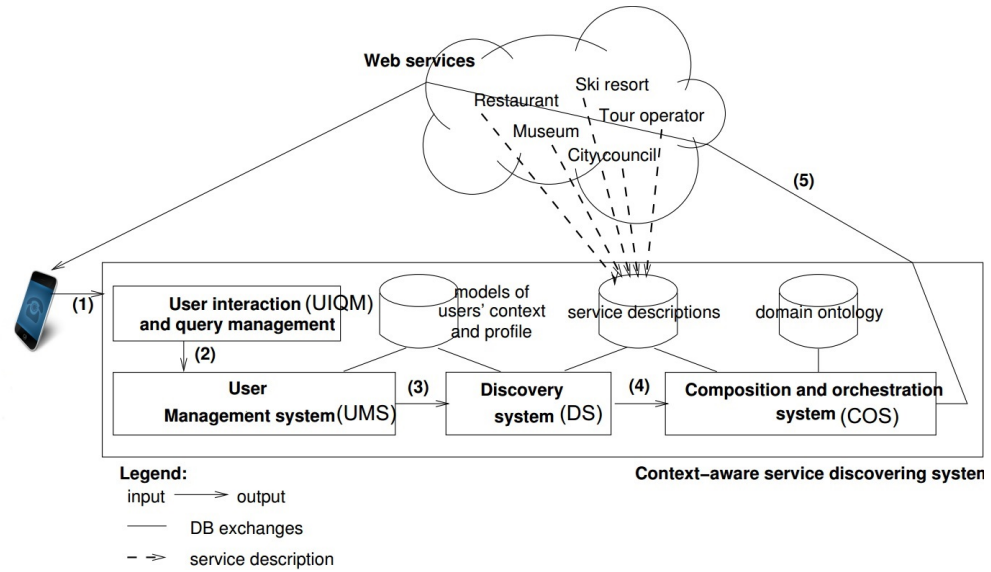 Web services
Ski resort
Restaurant
Tour operator
Museum
City council
(5)
(1)
User interaction (UIQM)
and query management
models of
users' context
and profile
service descriptions
domain ontology
(2)
User
Management system (UMS)
(3)
Discovery
system (DS)
(4)
Composition and orchestration
system (COS)
Context-aware service discovering system
Legend:
input output
DB exchanges
service description